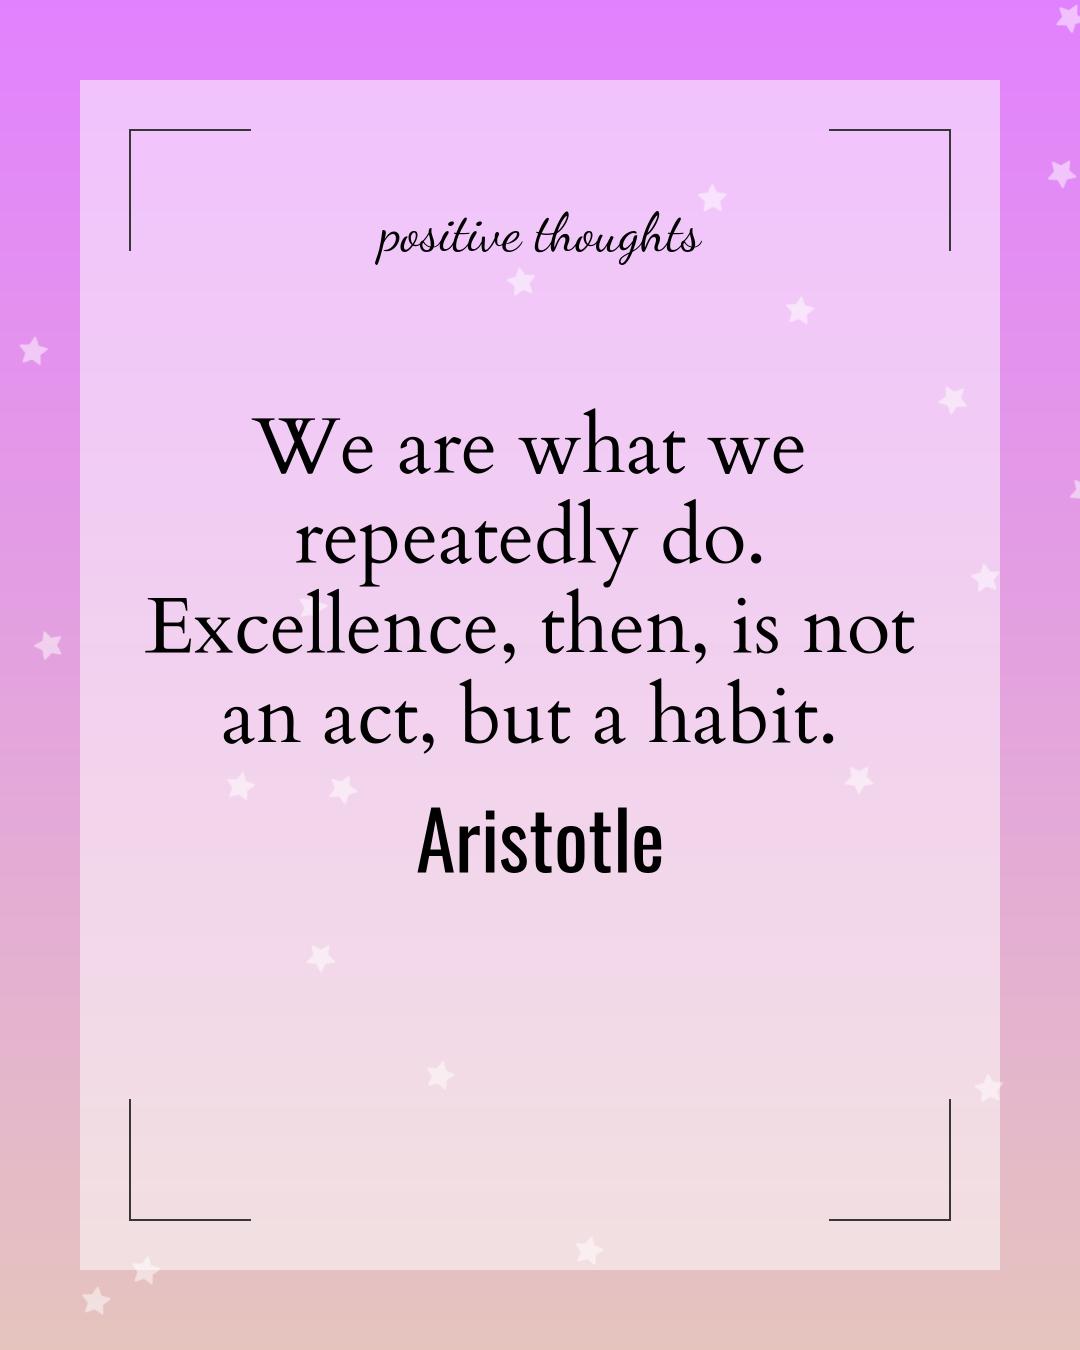 positive thoughts
We are what we
repeatedly do.
Excellence, then, is not
an act, but a habit.
Aristotle